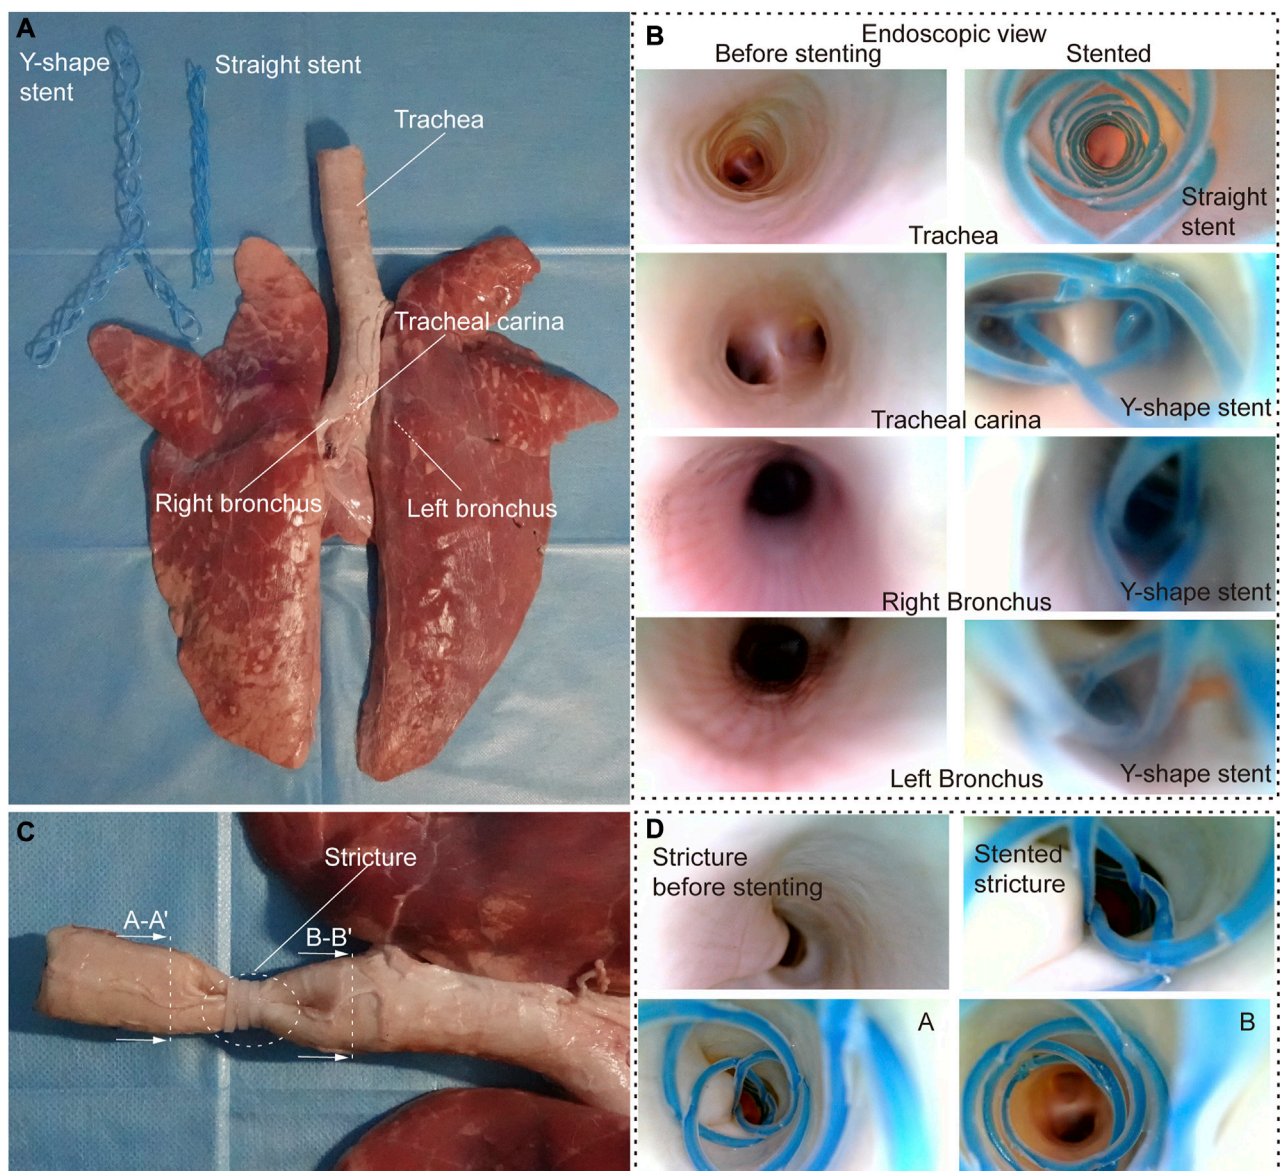 A
Y-shape
stent
Straight stent
Trachea
Tracheal carina
Right bronchus
Left bronchus
B
Endoscopic view
Before stenting
Stented
Straight
stent
Trachea
Y-shape stent
Tracheal carina
Y-shape stent
Right Bronchus
Y-shape stent
Left Bronchus
C
Stricture
A-A'
B-B'
D
Stricture
before stenting
Stented
stricture
A
B